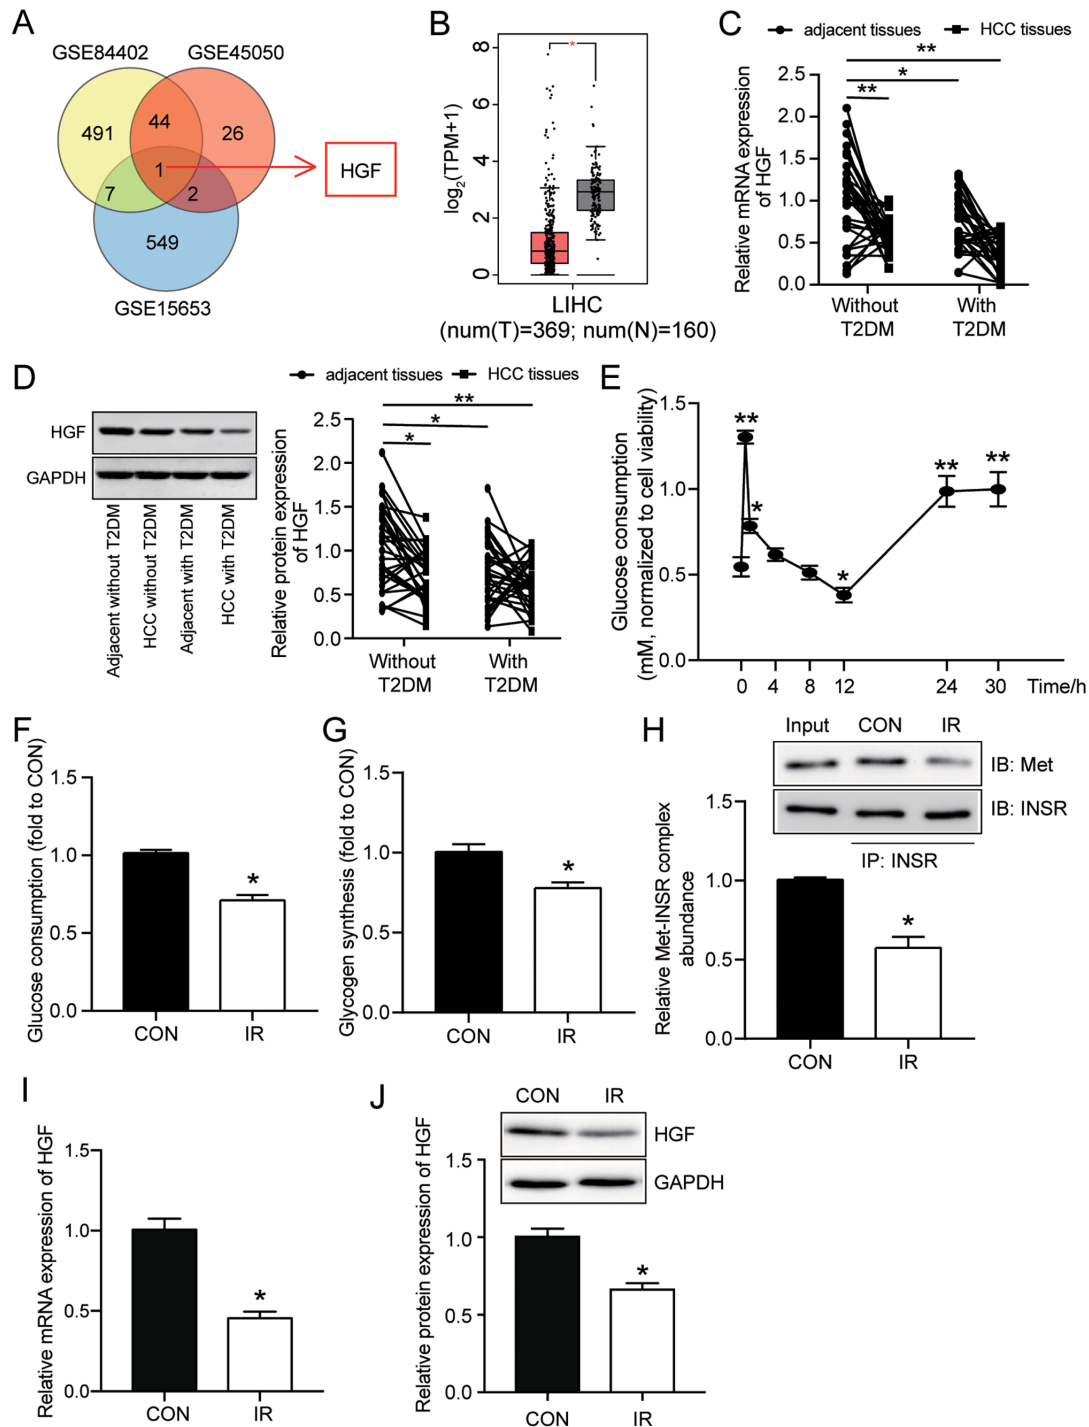 A
GSE84402
GSE45050
491
44
26
1
7
2
549
GSE15653
HGF
B
log2(TPM+1)
8
6
4
2
0
*
LIHC
(num(T)=369; num(N)=160)
C
adjacent tissues
HCC tissues
Relative mRNA expression
of HGF
2.5
2.0
1.5
1.0
0.5
0.0
**
*
**
Without
T2DM
With
T2DM
D
HGF
GAPDH
Adjacent without T2DM
HCC without T2DM
Adjacent with T2DM
HCC with T2DM
adjacent tissues
HCC tissues
Relative protein expression
of HGF
2.5
2.0
1.5
1.0
0.5
0.0
**
*
*
Without
T2DM
With
T2DM
E
Glucose consumption
(mM, normalized to cell viability)
1.5
1.0
0.5
0.0
**
*
*
**
**
0
4
8
12
24
30
Time/h
F
Glucose consumption (fold to CON)
1.5
1.0
0.5
0.0
*
CON
IR
G
Glycogen synthesis (fold to CON)
1.5
1.0
0.5
0.0
*
CON
IR
H
Input
CON
IR
IB: Met
IB: INSR
IP: INSR
Relative Met-INSR complex
abundance
1.5
1.0
0.5
0.0
*
CON
IR
I
Relative mRNA expression of HGF
1.5
1.0
0.5
0.0
*
CON
IR
J
CON
IR
HGF
GAPDH
Relative protein expression of HGF
1.5
1.0
0.5
0.0
*
CON
IR